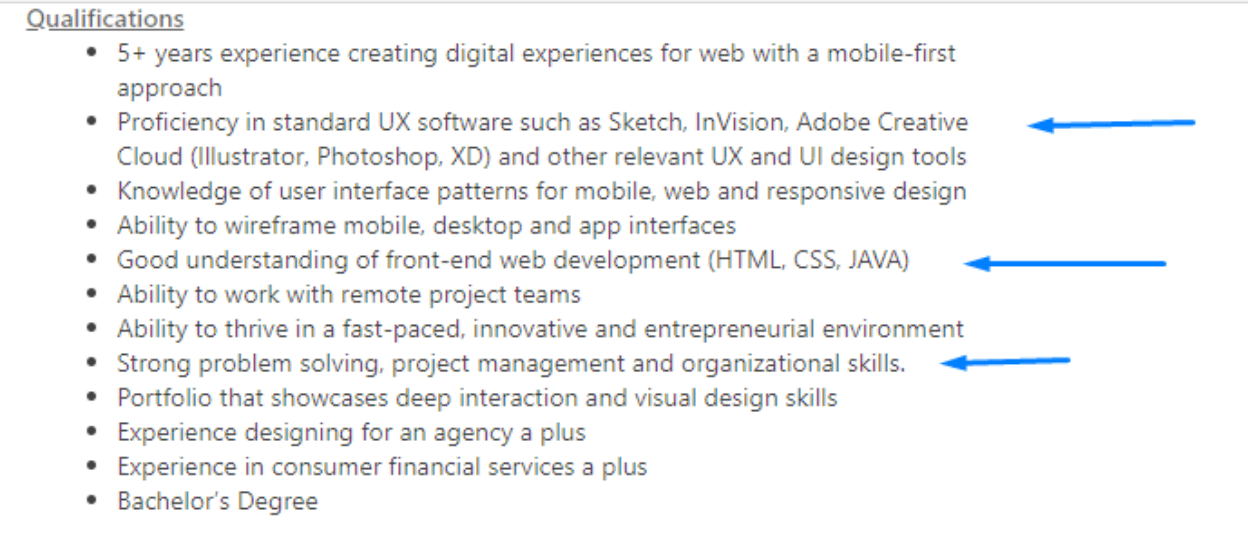 Qualifications
• 5+ years experience creating digital experiences for web with a mobile-first
approach
• Proficiency in standard UX software such as Sketch, InVision, Adobe Creative
Cloud (Illustrator, Photoshop, XD) and other relevant UX and UI design tools
• Knowledge of user interface patterns for mobile, web and responsive design
• Ability to wireframe mobile, desktop and app interfaces
• Good understanding of front-end web development (HTML, CSS, JAVA)
• Ability to work with remote project teams
• Ability to thrive in a fast-paced, innovative and entrepreneurial environment
• Strong problem solving, project management and organizational skills.
• Portfolio that showcases deep interaction and visual design skills
• Experience designing for an agency a plus
• Experience in consumer financial services a plus
• Bachelor’s Degree